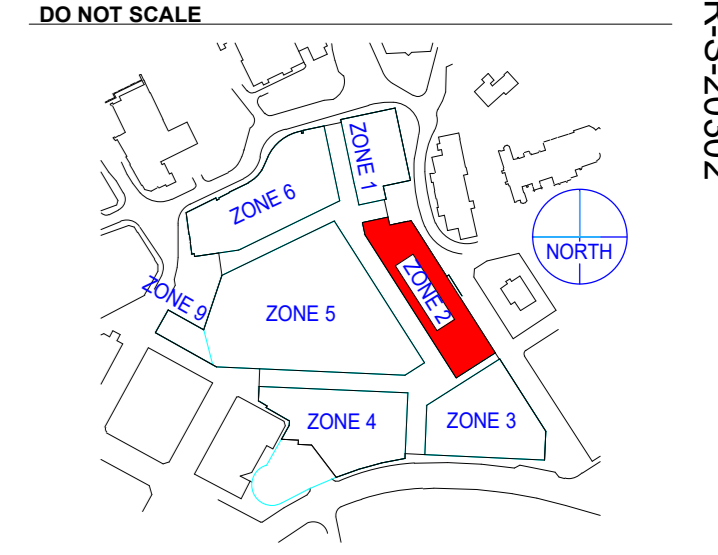 DO NOT SCALE
R-S-20302
ZONE 1
ZONE 6
NORTH
ZONE 2
ZONE 9
ZONE 5
ZONE 4
ZONE 3